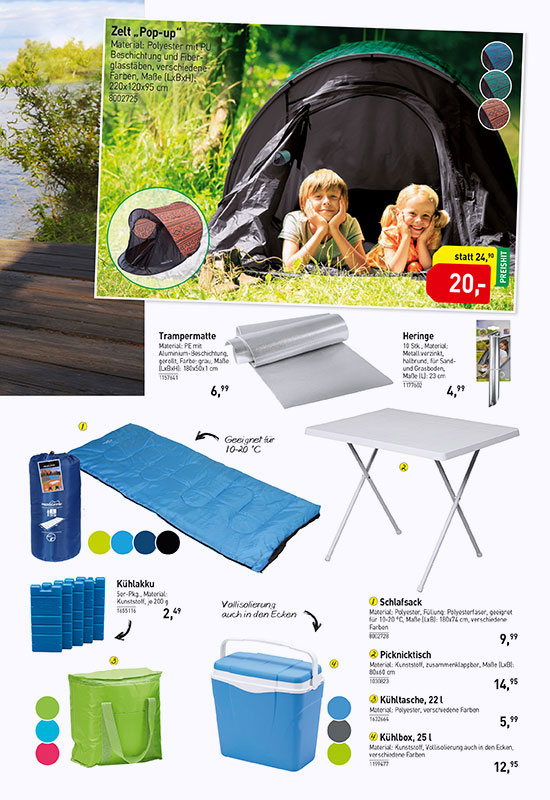 Zelt „Pop-up“
Material: Polyester mit PU
Beschichtung und Fiber-
glasstäben, verschiedene
Farben, Maße (LxBxH):
220x120x95 cm
8002725
statt 24,90
20,-
PREISHIT
Trampermatte
Material: PE mit
Aluminium-Beschichtung,
gerollt, Farbe: grau, Maße
(LxBxH): 180x50x1 cm
1157641
6,99
Heringe
10 Stk., Material:
Metall verzinkt,
halbrund, für Sand-
und Grasboden,
Maße (L): 23 cm
1177602
4,99
1
Geeignet für
10-20 °C
2
Kühlakku
5er-Pkg., Material:
Kunststoff, je 200 g
1655116
2,49
Vollisolierung
auch in den Ecken
3
4
1 Schlafsack
Material: Polyester, Füllung: Polyesterfaser, geeignet
für 10-20 °C, Maße (LxB): 180x74 cm, verschiedene
Farben
8002728
9,99
2 Picknicktisch
Material: Kunststoff, zusammenklappbar, Maße (LxB):
80x60 cm
1030823
14,95
3 Kühltasche, 22 l
Material: Polyester, verschiedene Farben
1632664
5,99
4 Kühlbox, 25 l
Material: Kunststoff, Vollisolierung auch in den Ecken,
verschiedene Farben
1199477
12,95